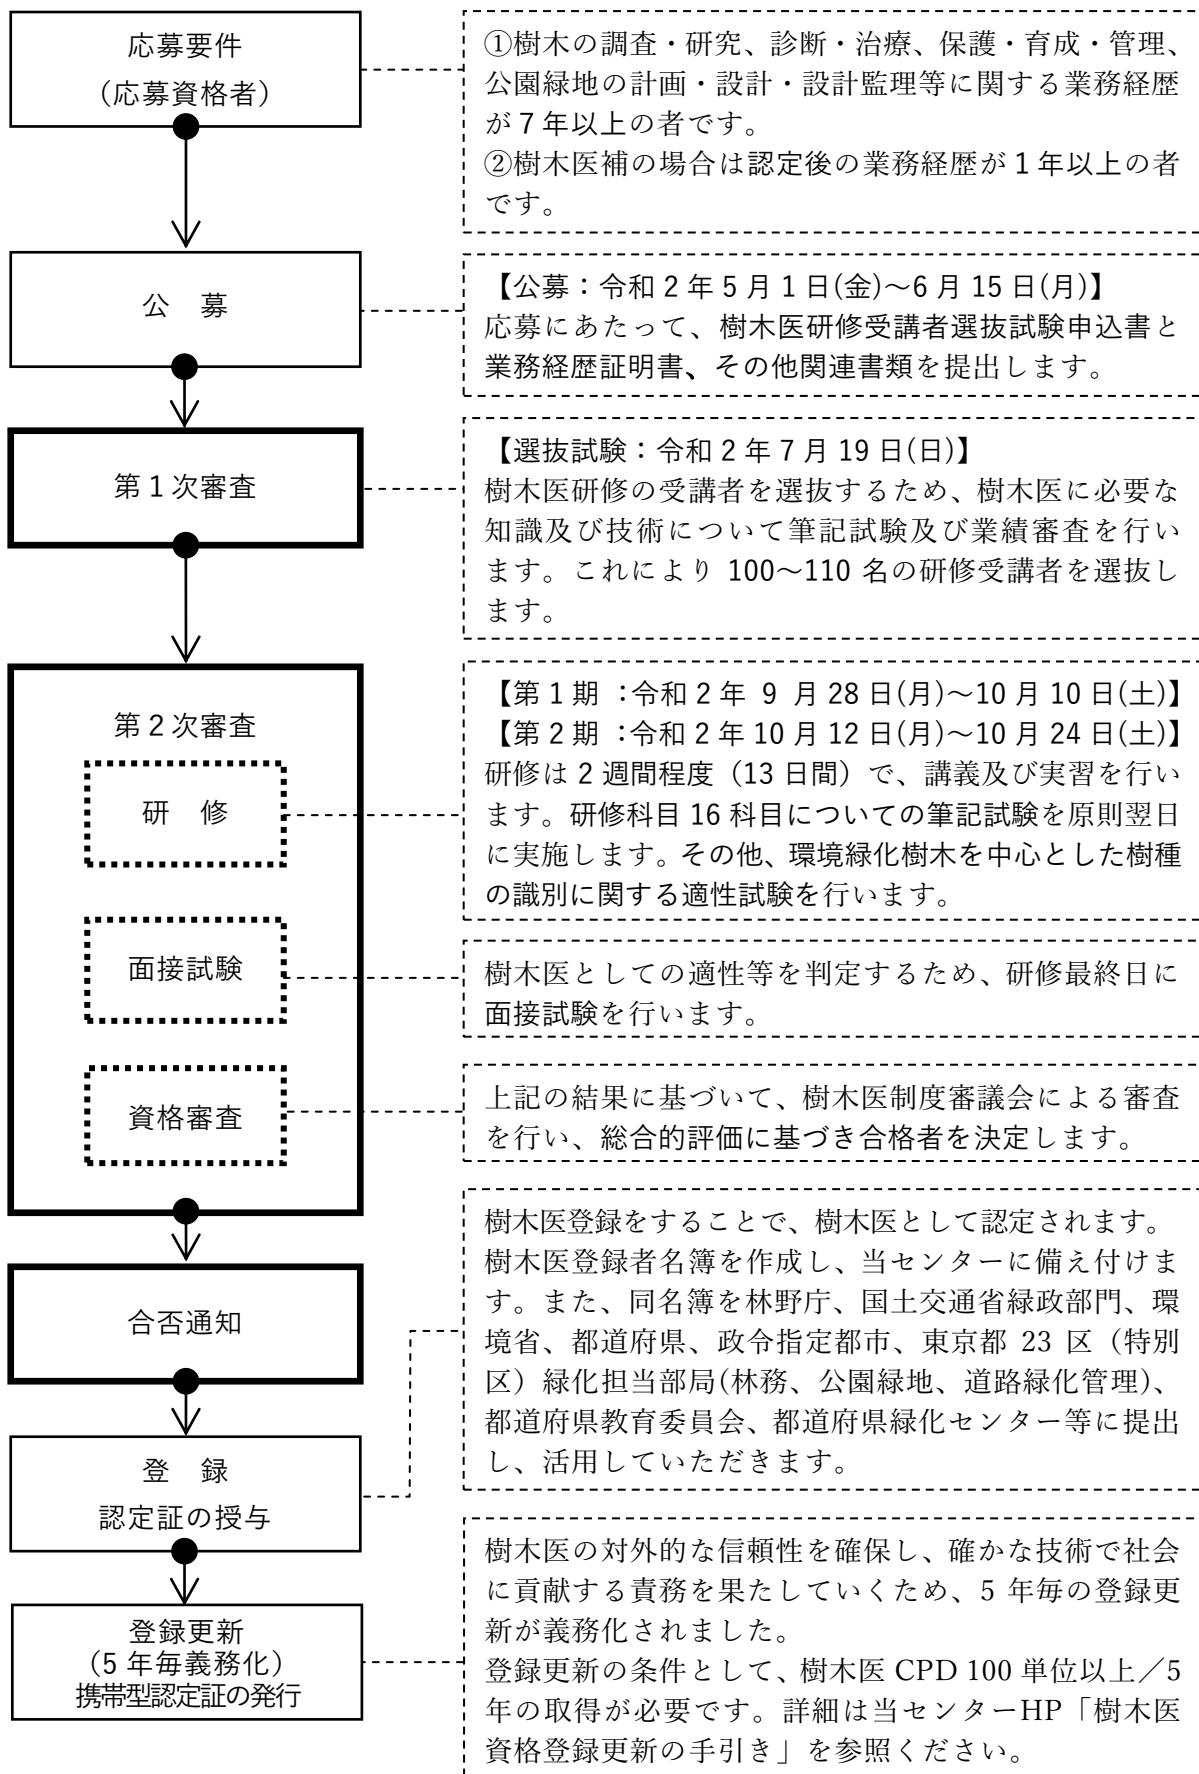 応募要件
（応募資格者）
①樹木の調査・研究、診断・治療、保護・育成・管理、
公園緑地の計画・設計・設計監理等に関する業務経歴
が７年以上の者です。
②樹木医補の場合は認定後の業務経歴が１年以上の者
です。
公　募
【公募：令和 2 年 5 月 1 日(金)～6 月 15 日(月)】
応募にあたって、樹木医研修受講者選抜試験申込書と
業務経歴証明書、その他関連書類を提出します。
第１次審査
【選抜試験：令和 2 年 7 月 19 日(日)】
樹木医研修の受講者を選抜するため、樹木医に必要な
知識及び技術について筆記試験及び業績審査を行い
ます。これにより 100～110 名の研修受講者を選抜し
ます。
第２次審査
研　修
【第 1 期 ：令和 2 年 9 月 28 日(月)～10 月 10 日(土)】
【第 2 期 ：令和 2 年 10 月 12 日(月)～10 月 24 日(土)】
研修は 2 週間程度（13 日間）で、講義及び実習を行い
ます。研修科目 16 科目についての筆記試験を原則翌日
に実施します。その他、環境緑化樹木を中心とした樹種
の識別に関する適性試験を行います。
面接試験
樹木医としての適性等を判定するため、研修最終日に
面接試験を行います。
資格審査
上記の結果に基づいて、樹木医制度審議会による審査
を行い、総合的評価に基づき合格者を決定します。
合否通知
登　録
認定証の授与
樹木医登録をすることで、樹木医として認定されます。
樹木医登録者名簿を作成し、当センターに備え付けま
す。また、同名簿を林野庁、国土交通省緑政部門、環
境省、都道府県、政令指定都市、東京都 23 区（特別
区）緑化担当部局(林務、公園緑地、道路緑化管理)、
都道府県教育委員会、都道府県緑化センター等に提出
し、活用していただきます。
登録更新
（5 年毎義務化）
携帯型認定証の発行
樹木医の対外的な信頼性を確保し、確かな技術で社会
に貢献する責務を果たしていくため、5 年毎の登録更
新が義務化されました。
登録更新の条件として、樹木医 CPD 100 単位以上／5
年の取得が必要です。詳細は当センターHP「樹木医
資格登録更新の手引き」を参照ください。